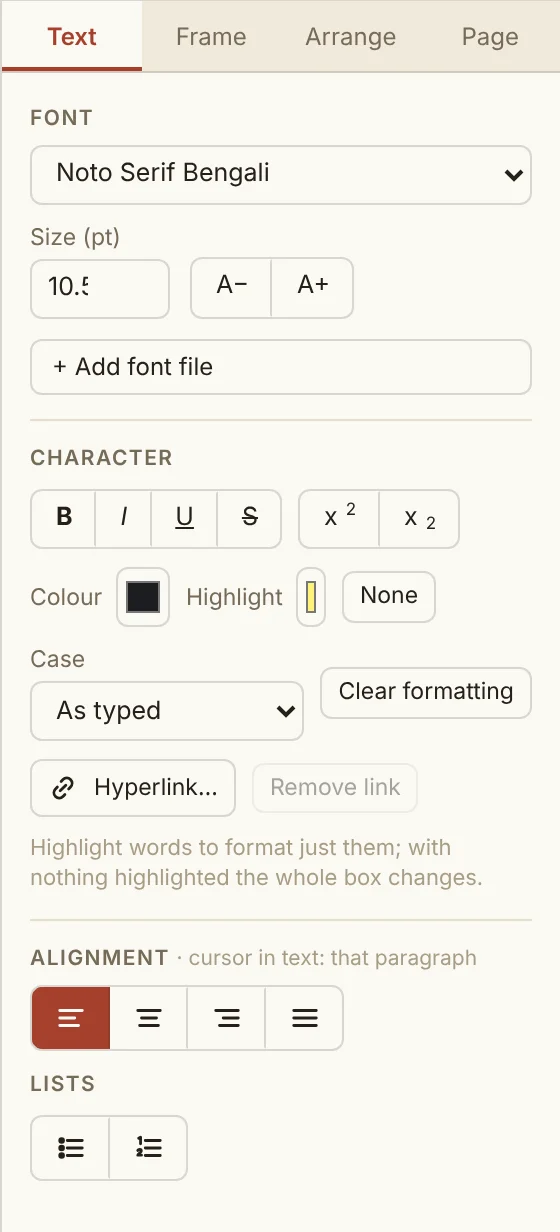 Text Frame Arrange Page
FONT
Noto Serif Bengali
Size (pt)
10.5 A− A+
+ Add font file
CHARACTER
B I U S x 2 x 2
Colour Highlight None
Case
As typed Clear formatting
Hyperlink... Remove link
Highlight words to format just them; with
nothing highlighted the whole box changes.
ALIGNMENT · cursor in text: that paragraph
LISTS